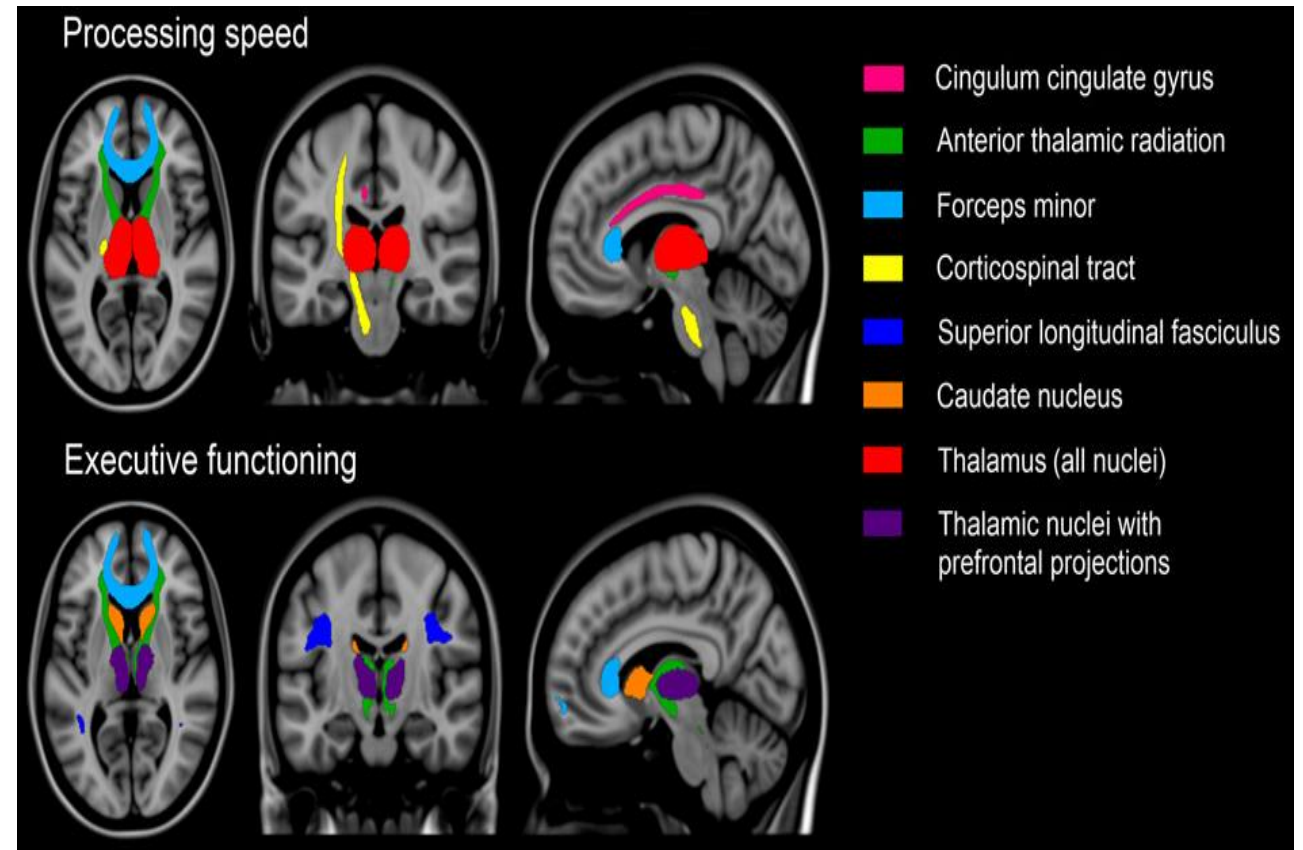 Processing speed
Cingulum cingulate gyrus
Anterior thalamic radiation
Forceps minor
Corticospinal tract
Superior longitudinal fasciculus
Caudate nucleus
Thalamus (all nuclei)
Thalamic nuclei with
prefrontal projections
Executive functioning